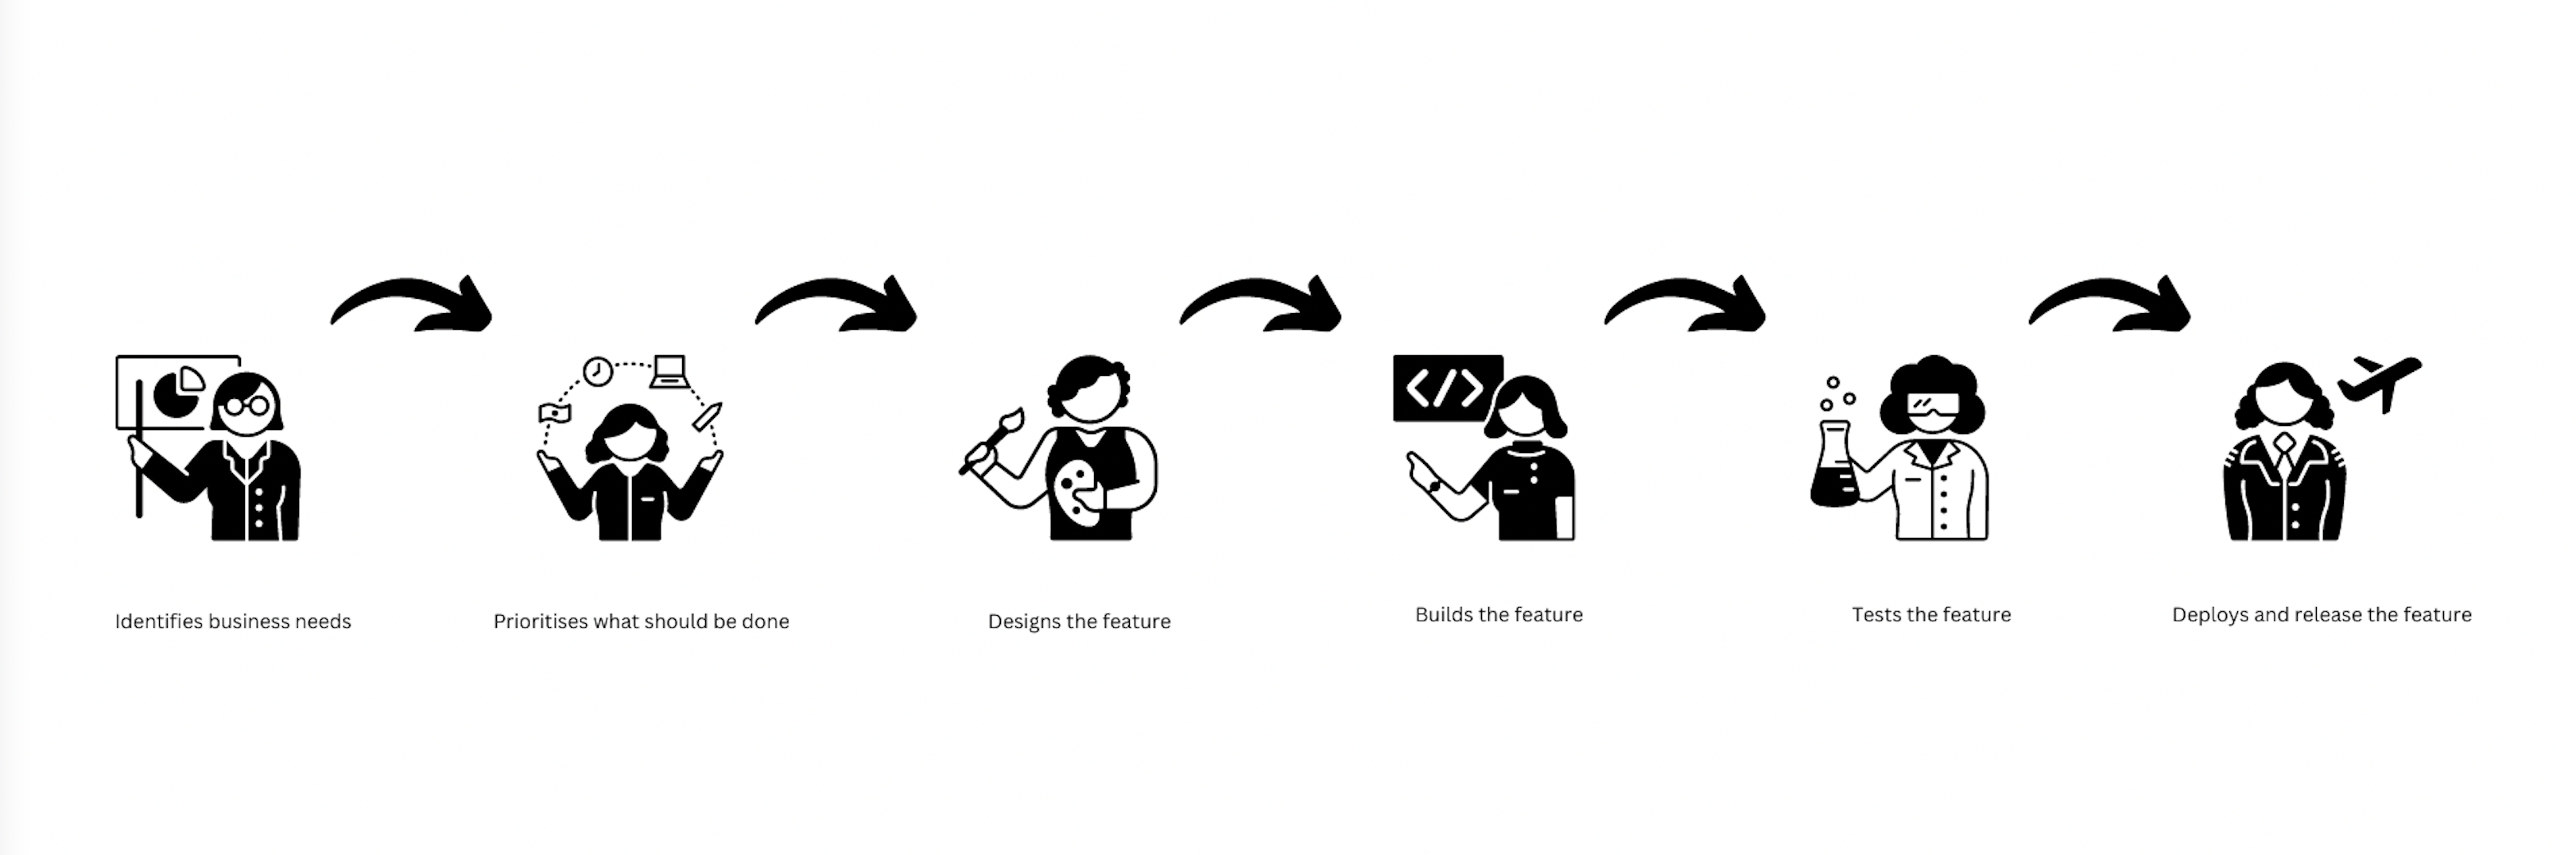 Identifies business needs
Prioritises what should be done
Designs the feature
</>
Builds the feature
Tests the feature
Deploys and release the feature